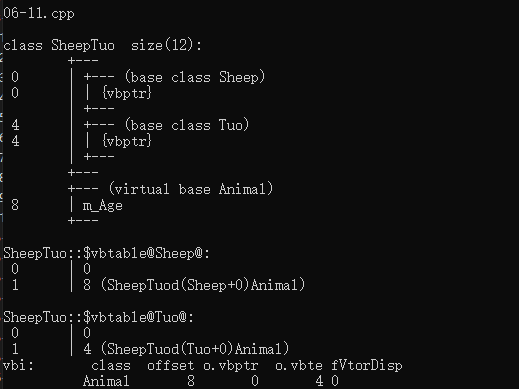 06-11.cpp
class SheepTuo  size(12):
        +---
 0      | +--- (base class Sheep)
 0      | | {vbptr}
        | +---
 4      | +--- (base class Tuo)
 4      | | {vbptr}
        | +---
        +---
        +--- (virtual base Animal)
 8      | m_Age
        +---
SheepTuo::$vbtable@Sheep@:
 0      | 0
 1      | 8 (SheepTuod(Sheep+0)Animal)
SheepTuo::$vbtable@Tuo@:
 0      | 0
 1      | 4 (SheepTuod(Tuo+0)Animal)
vbi:       class  offset o.vbptr  o.vbte fVtorDisp
          Animal       8       0       4 0